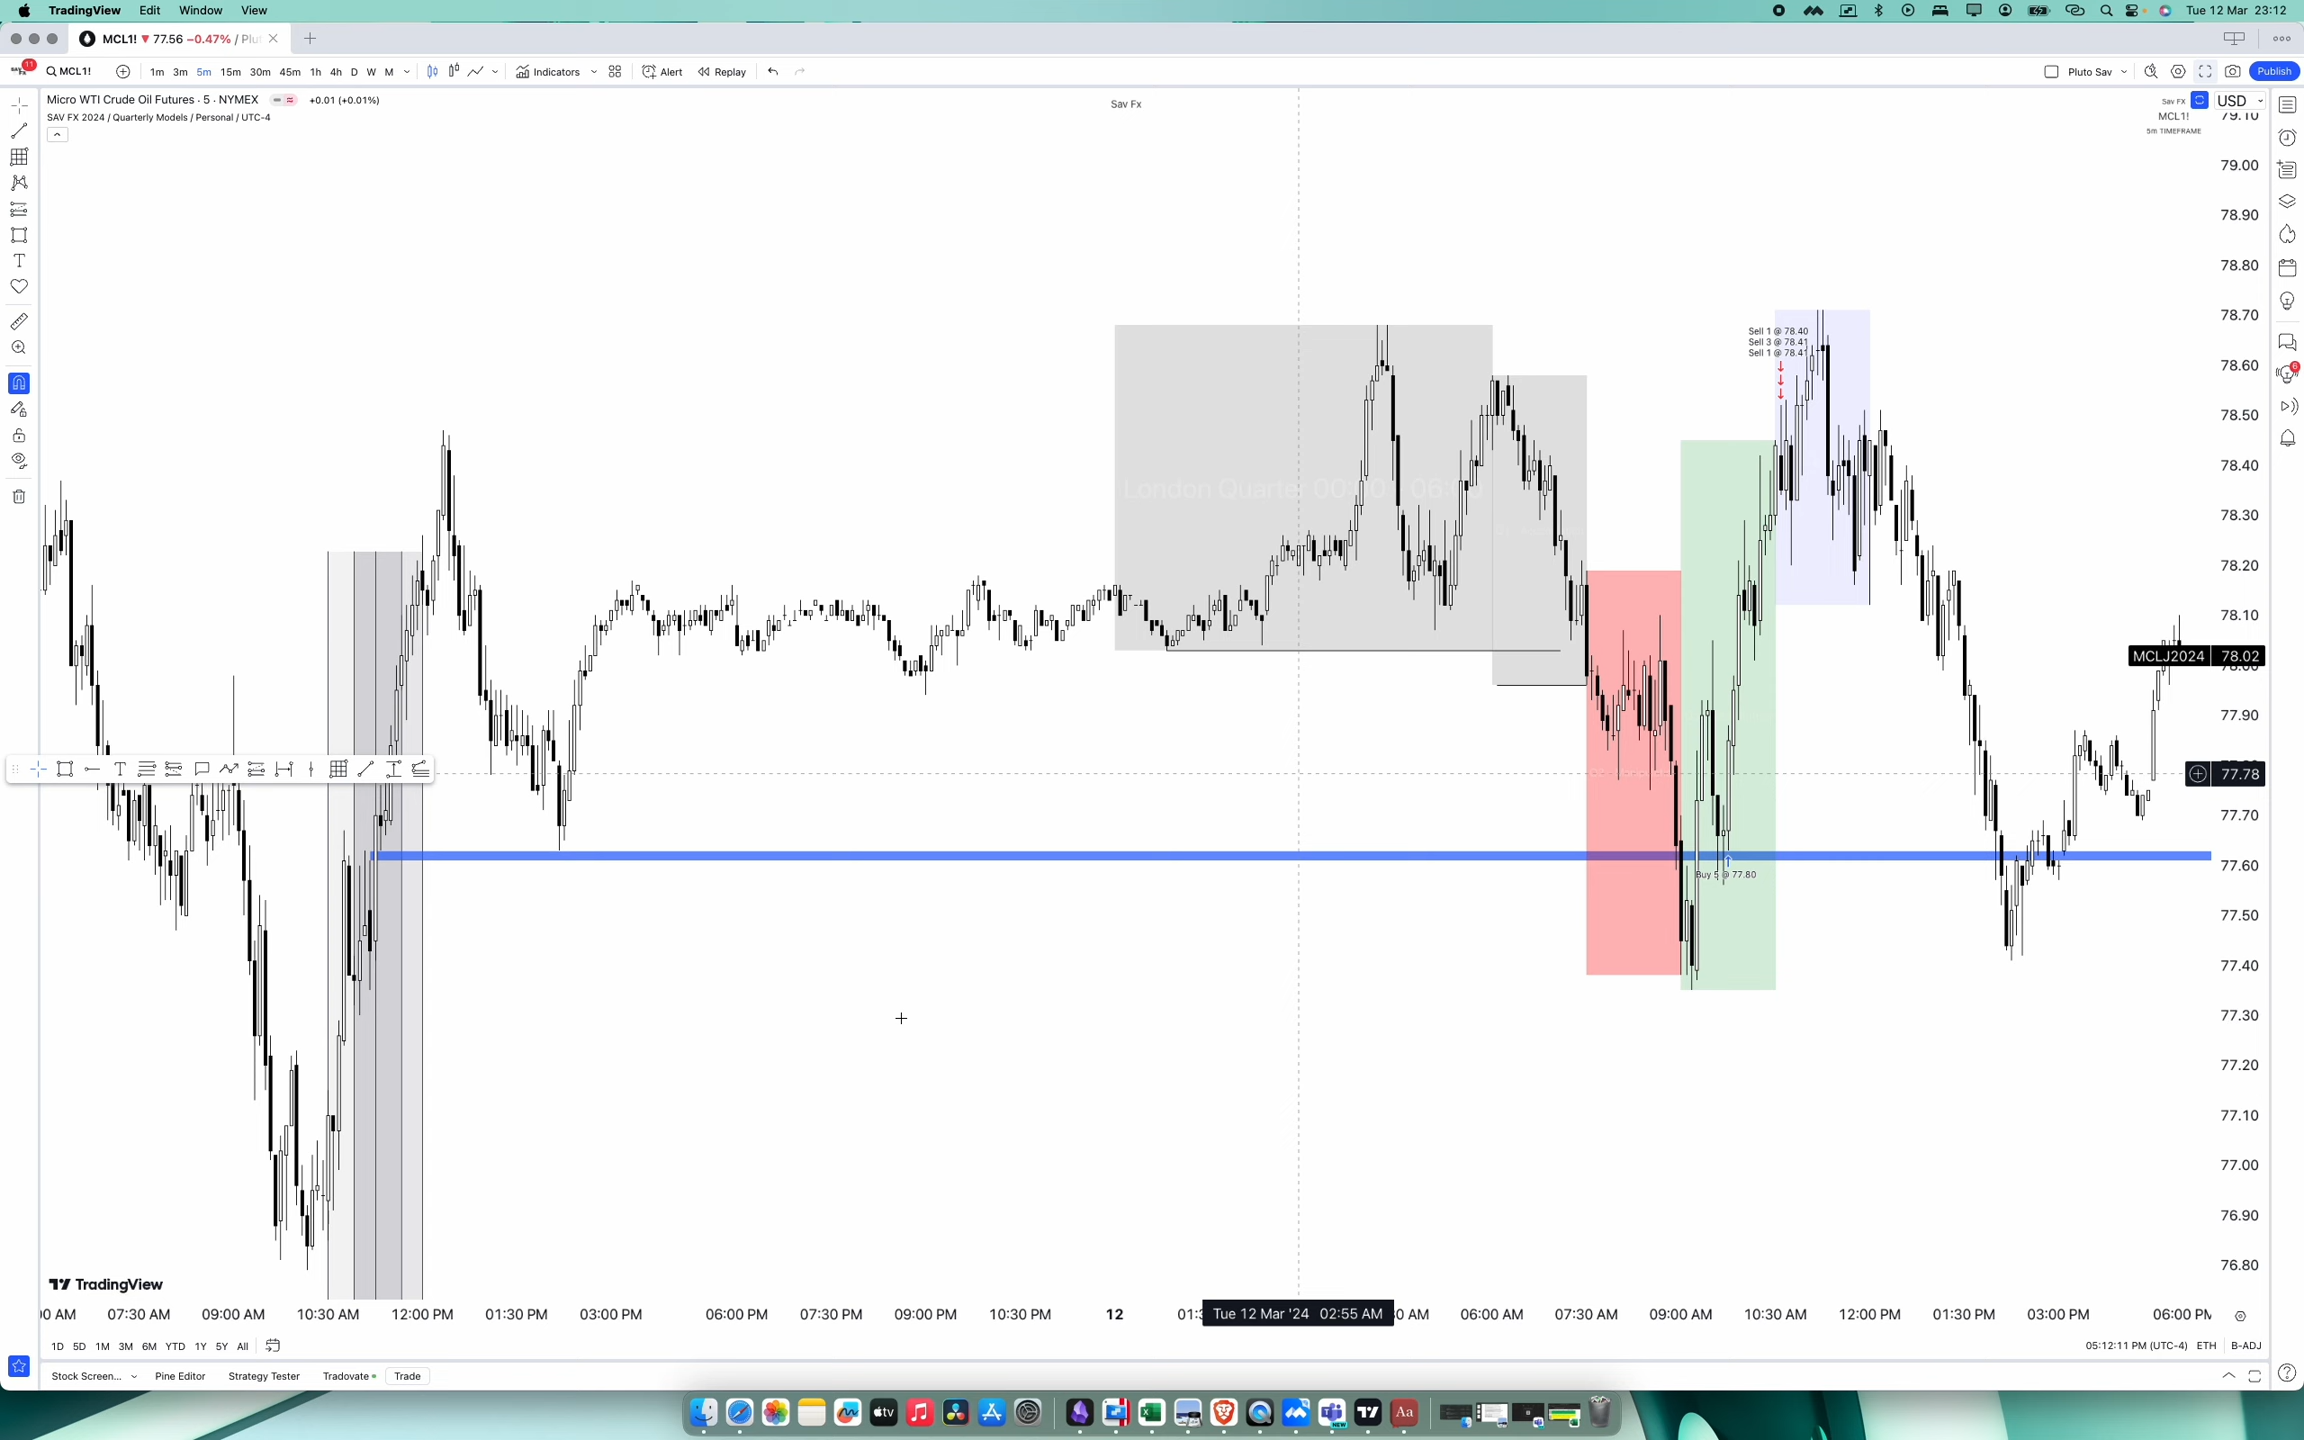 TradingView Edit Window View
Tue 12 Mar 23:12
MCL1! ▼ 77.56 −0.47% / Plu
11
MCL1!
1m 3m 5m 15m 30m 45m 1h 4h D W M
Indicators
Alert
Replay
Pluto Sav
Publish
Micro WTI Crude Oil Futures · 5 · NYMEX
+0.01 (+0.01%)
SAV FX 2024 / Quarterly Models / Personal / UTC-4
Sav Fx
Sav FX
USD
MCL1!
5m TIMEFRAME
79.10
79.00
78.90
78.80
78.70
78.60
78.50
78.40
78.30
78.20
78.10
MCLJ2024 78.02
78.00
77.90
77.78
77.70
77.60
77.50
77.40
77.30
77.20
77.10
77.00
76.90
76.80
Sell 1 @ 78.40
Sell 3 @ 78.41
Sell 1 @ 78.41
London Quarter 00:00 - 06:00
Buy 5 @ 77.80
6
TradingView
07:30 AM 09:00 AM 10:30 AM 12:00 PM 01:30 PM 03:00 PM 06:00 PM 07:30 PM 09:00 PM 10:30 PM 12 Tue 12 Mar '24 02:55 AM 06:00 AM 07:30 AM 09:00 AM 10:30 AM 12:00 PM 01:30 PM 03:00 PM 06:00 PM
1D 5D 1M 3M 6M YTD 1Y 5Y All
05:12:11 PM (UTC-4) ETH B-ADJ
Stock Screen... Pine Editor Strategy Tester Tradovate Trade
tv
NEW
Aa